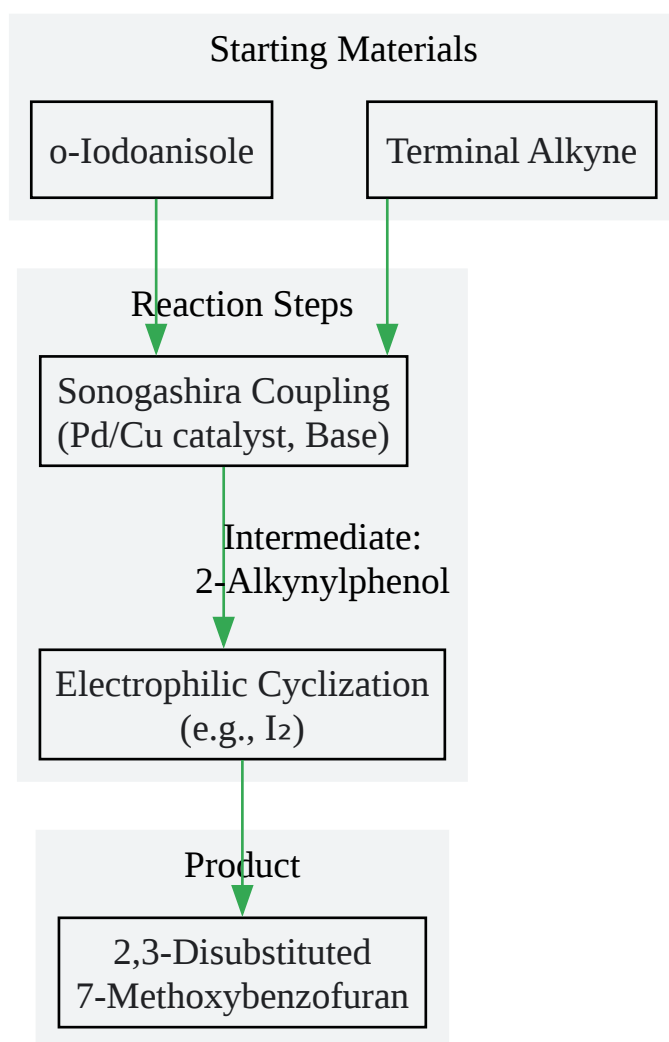 Starting Materials
o-Iodoanisole
Terminal Alkyne
Reaction Steps
Sonogashira Coupling
(Pd/Cu catalyst, Base)
Intermediate:
2-Alkynylphenol
Electrophilic Cyclization
(e.g., I₂)
Product
2,3-Disubstituted
7-Methoxybenzofuran